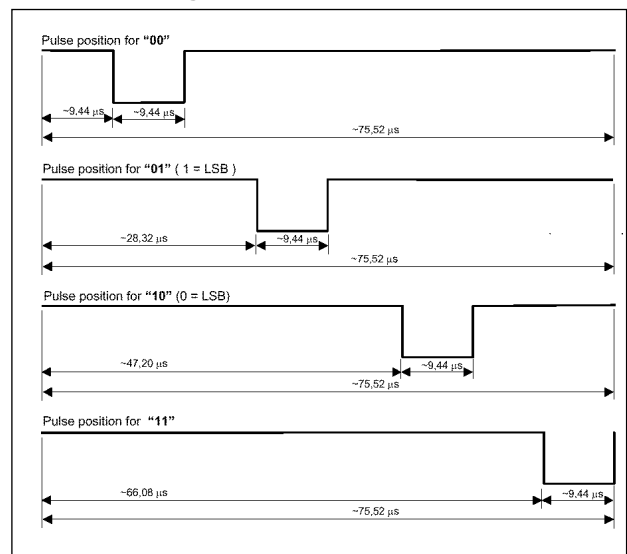 Pulse position for "00"
~9,44 μs ~9,44 μs
~75,52 μs
Pulse position for "01" ( 1 = LSB )
~28,32 μs ~9,44 μs
~75,52 μs
Pulse position for "10" (0 = LSB)
~47,20 μs ~9,44 μs
~75,52 μs
Pulse position for "11"
~66,08 μs ~9,44 μs
~75,52 μs